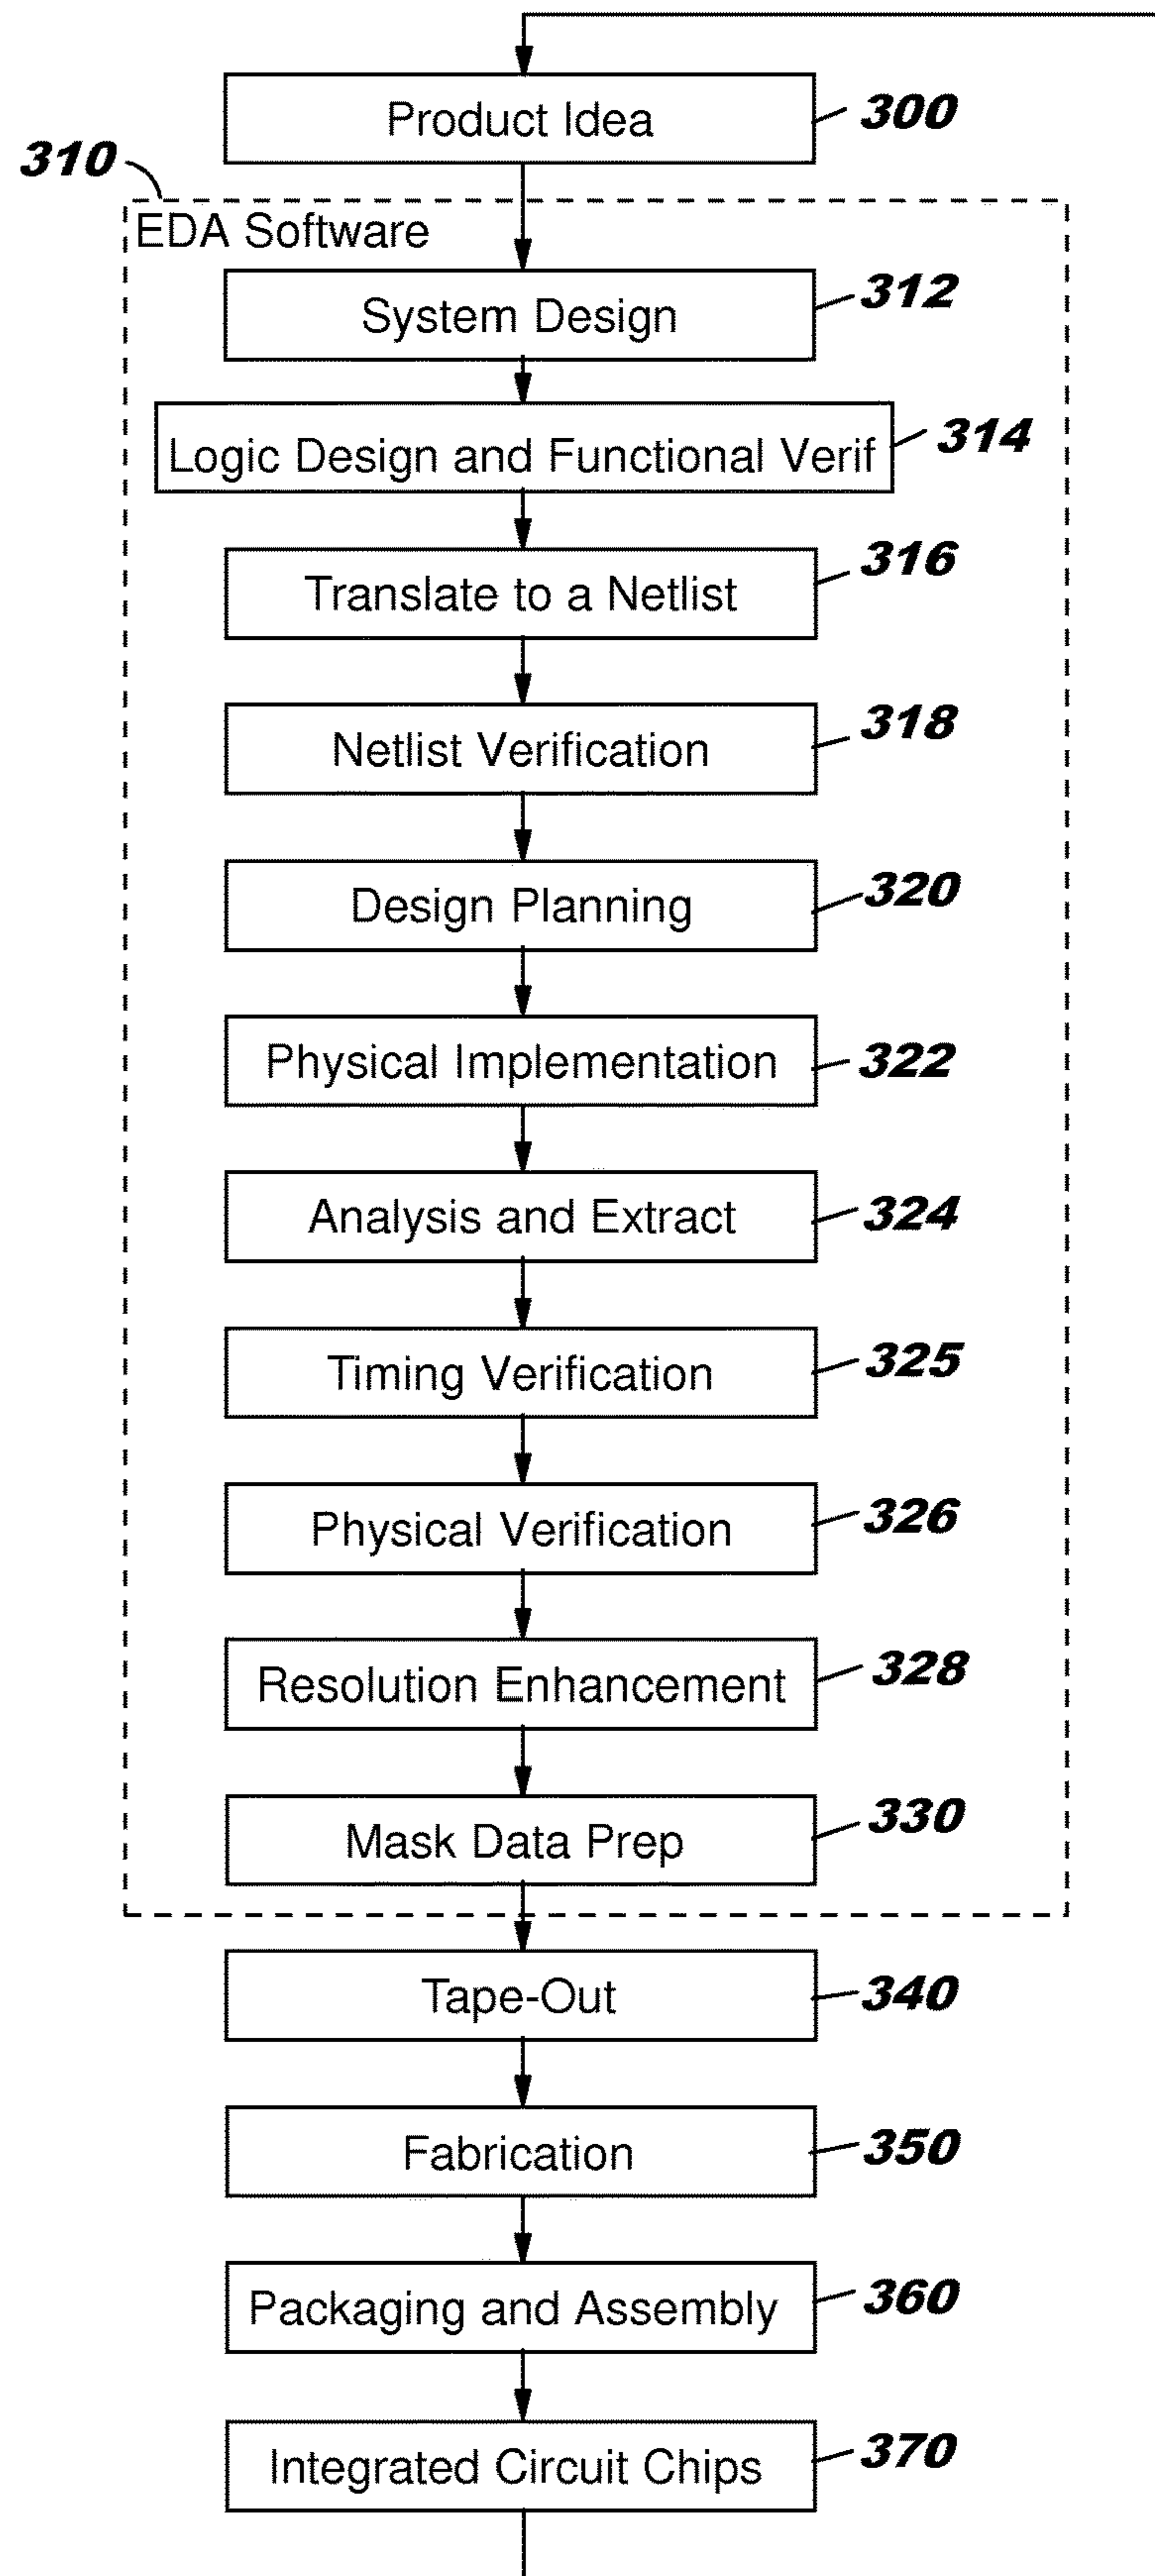 Product Idea
300
310
EDA Software
System Design
312
Logic Design and Functional Verif
314
Translate to a Netlist
316
Netlist Verification
318
Design Planning
320
Physical Implementation
322
Analysis and Extract
324
Timing Verification
325
Physical Verification
326
Resolution Enhancement
328
Mask Data Prep
330
Tape-Out
340
Fabrication
350
Packaging and Assembly
360
Integrated Circuit Chips
370